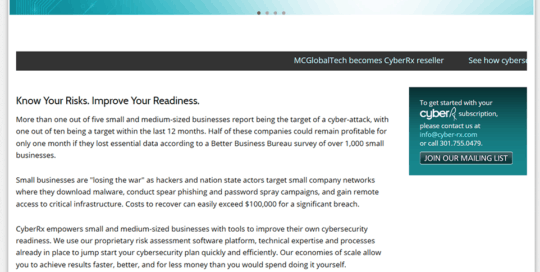 MCGlobalTech becomes CyberRx reseller See how cybers
Know Your Risks. Improve Your Readiness.
More than one out of five small and medium-sized businesses report being the target of a cyber-attack, with
one out of ten being a target within the last 12 months. Half of these companies could remain profitable for
only one month if they lost essential data according to a Better Business Bureau survey of over 1,000 small
businesses.
Small businesses are "losing the war" as hackers and nation state actors target small company networks
where they download malware, conduct spear phishing and password spray campaigns, and gain remote
access to critical infrastructure. Costs to recover can easily exceed $100,000 for a significant breach.
CyberRx empowers small and medium-sized businesses with tools to improve their own cybersecurity
readiness. We use our proprietary risk assessment software platform, technical expertise and processes
already in place to jump start your cybersecurity plan quickly and efficiently. Our economies of scale allow
you to achieve results faster, better, and for less money than you would spend doing it yourself.
To get started with your
cyberRx subscription,
please contact us at
info@cyber-rx.com
or call 301.755.0479.
JOIN OUR MAILING LIST